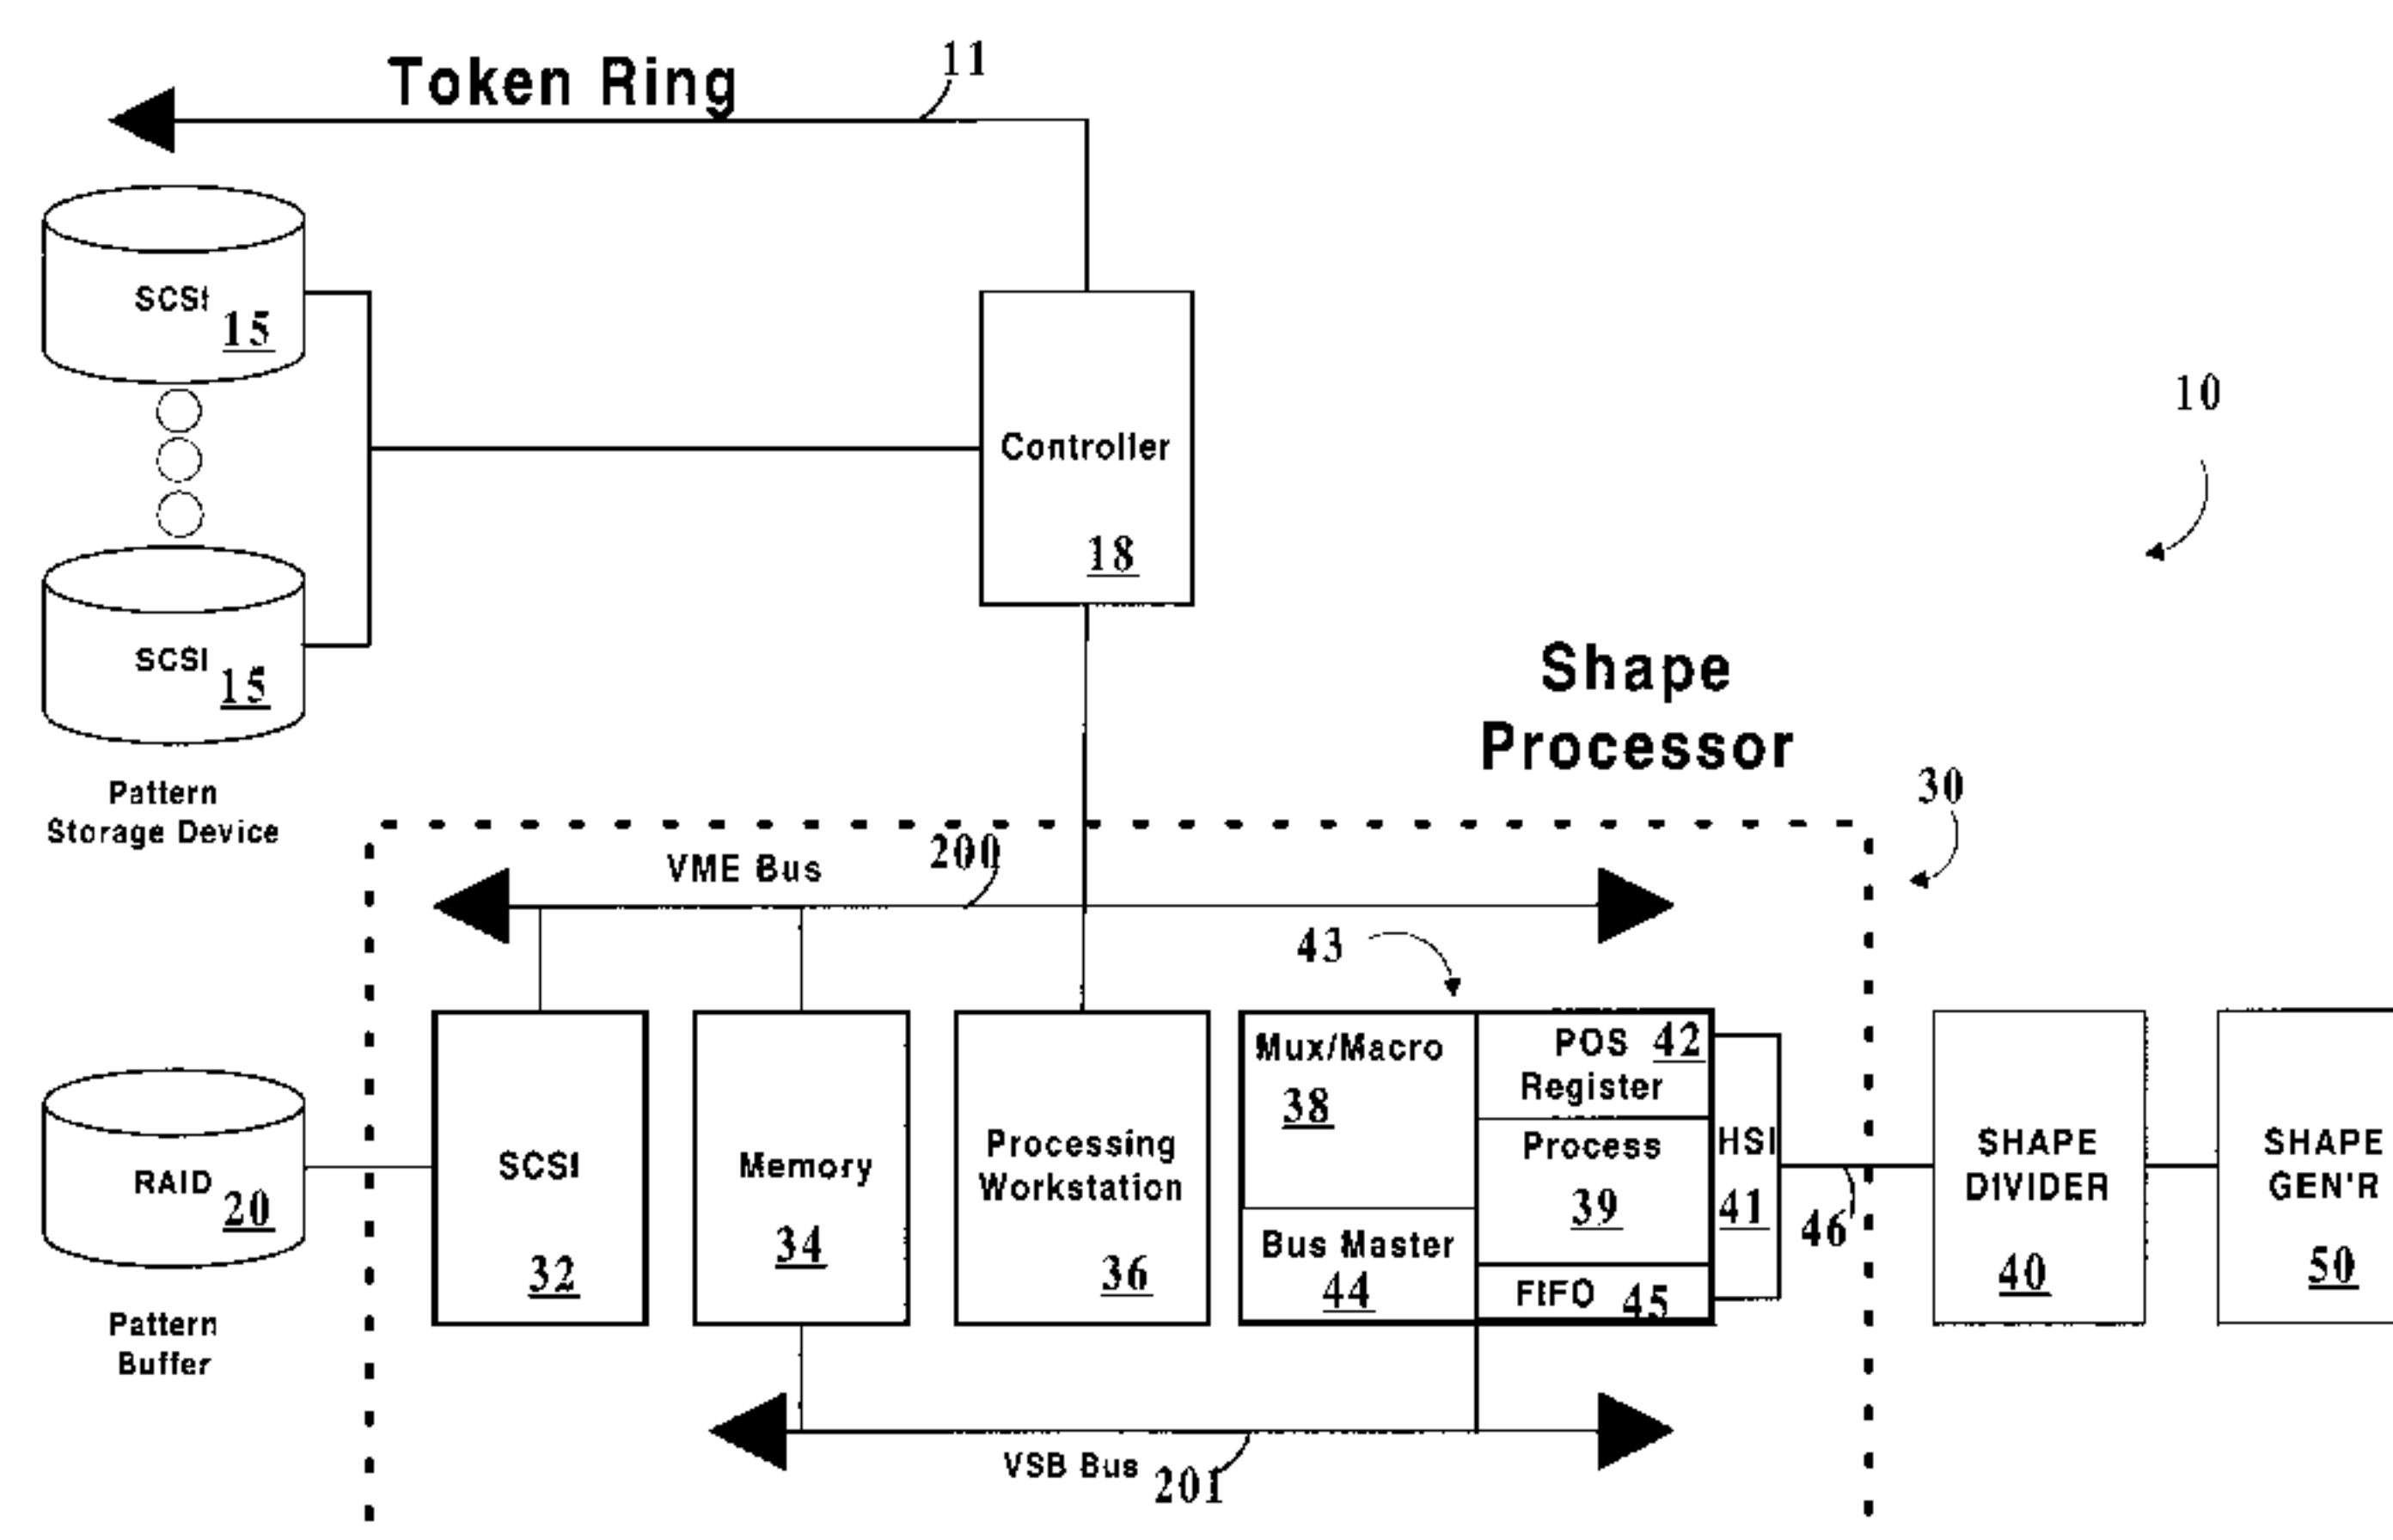 Token Ring
11
SCSI
15
Controller
18
10
SCSI
15
Pattern
Storage Device
Shape
Processor
30
VME Bus
200
43
RAID
20
Pattern
Buffer
SCSI
32
Memory
34
Processing
Workstation
36
Mux/Macro
38
Bus Master
44
POS 42
Register
Process
39
FIFO 45
HSI
41
46
SHAPE
DIVIDER
40
SHAPE
GEN'R
50
VSB Bus
201